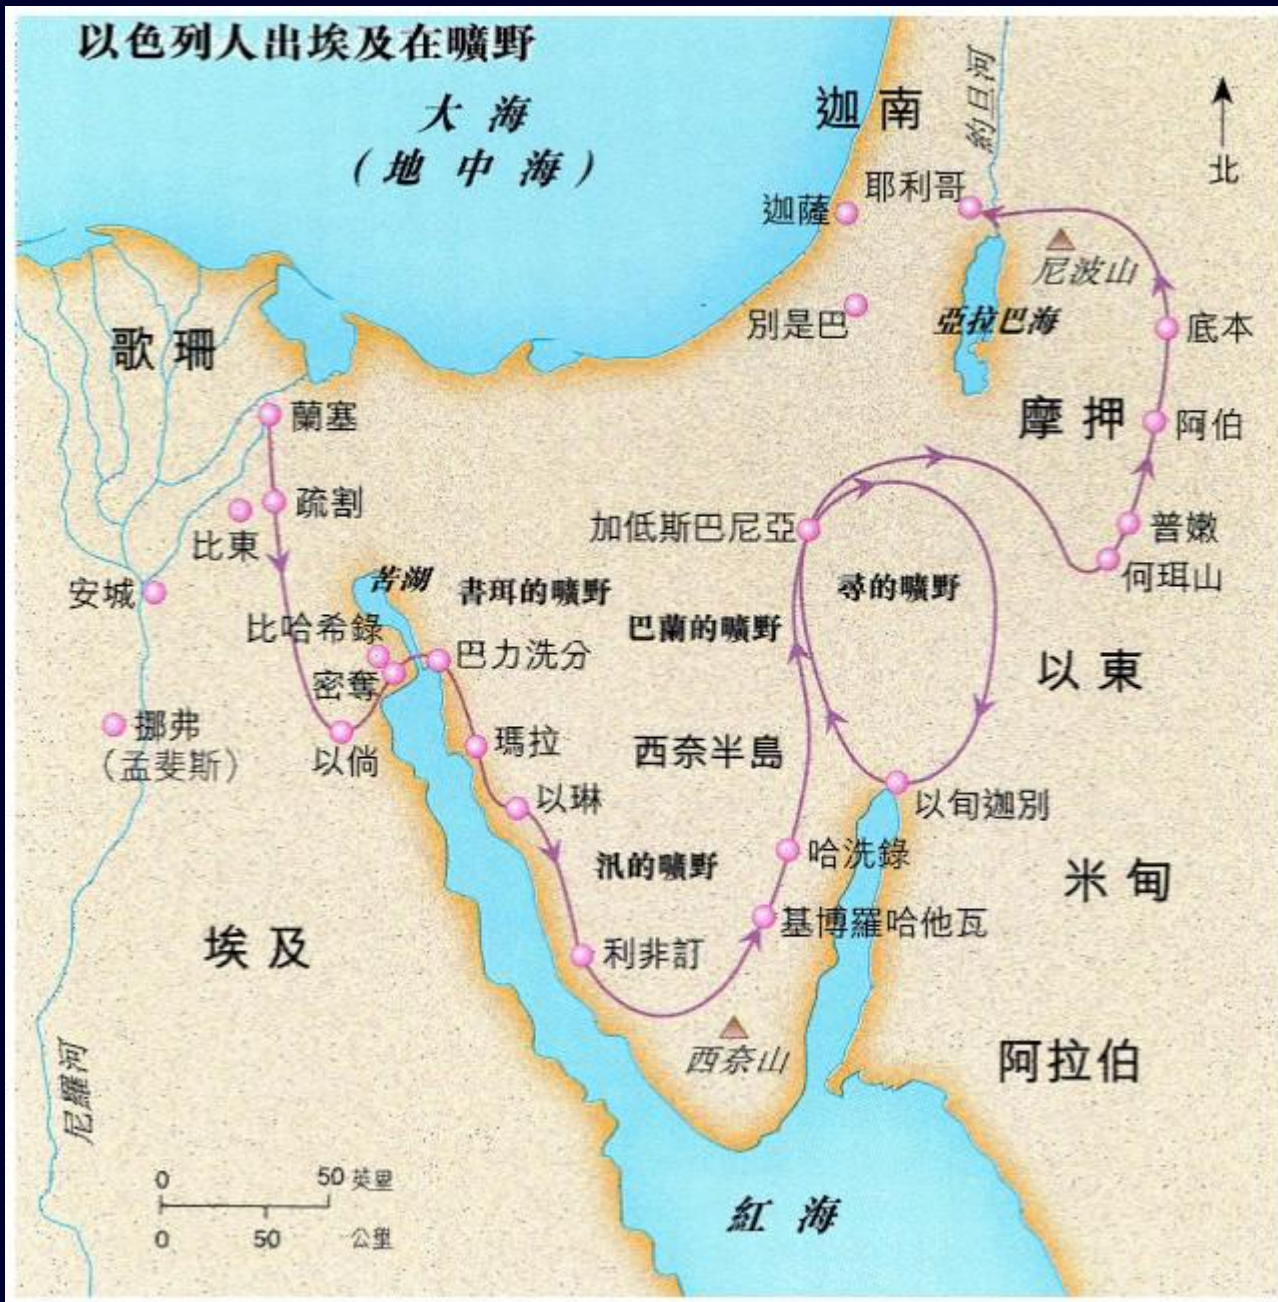 以色列人出埃及在曠野
大海
(地中海)
迦南
約旦河
北
耶利哥
迦薩
尼波山
別是巴
亞拉巴海
底本
歌珊
摩押
阿伯
蘭塞
疏割
比東
加低斯巴尼亞
普嫩
何珥山
安城
苦湖
書珥的曠野
尋的曠野
比哈希錄
巴蘭的曠野
巴力洗分
密奪
以東
挪弗
(孟斐斯)
以倘
瑪拉
西奈半島
以琳
以旬迦別
汛的曠野
哈洗錄
米甸
基博羅哈他瓦
埃及
利非訂
西奈山
阿拉伯
尼羅河
0 50 英里
0 50 公里
紅海